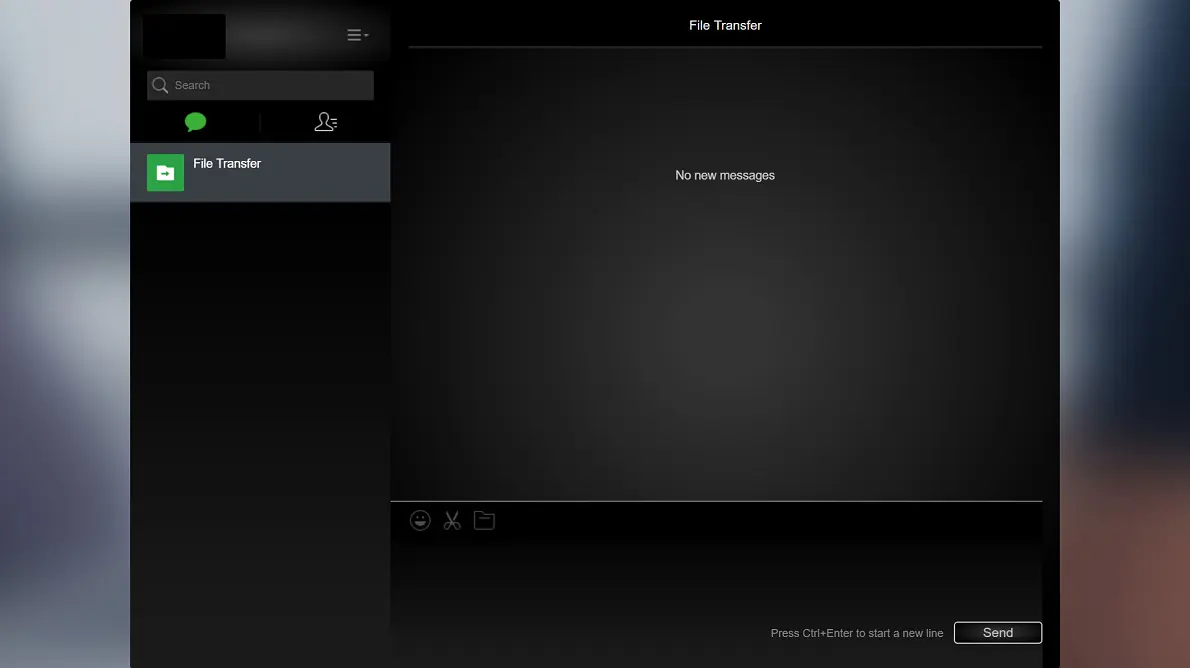 Search
File Transfer
File Transfer
No new messages
Press Ctrl+Enter to start a new line
Send